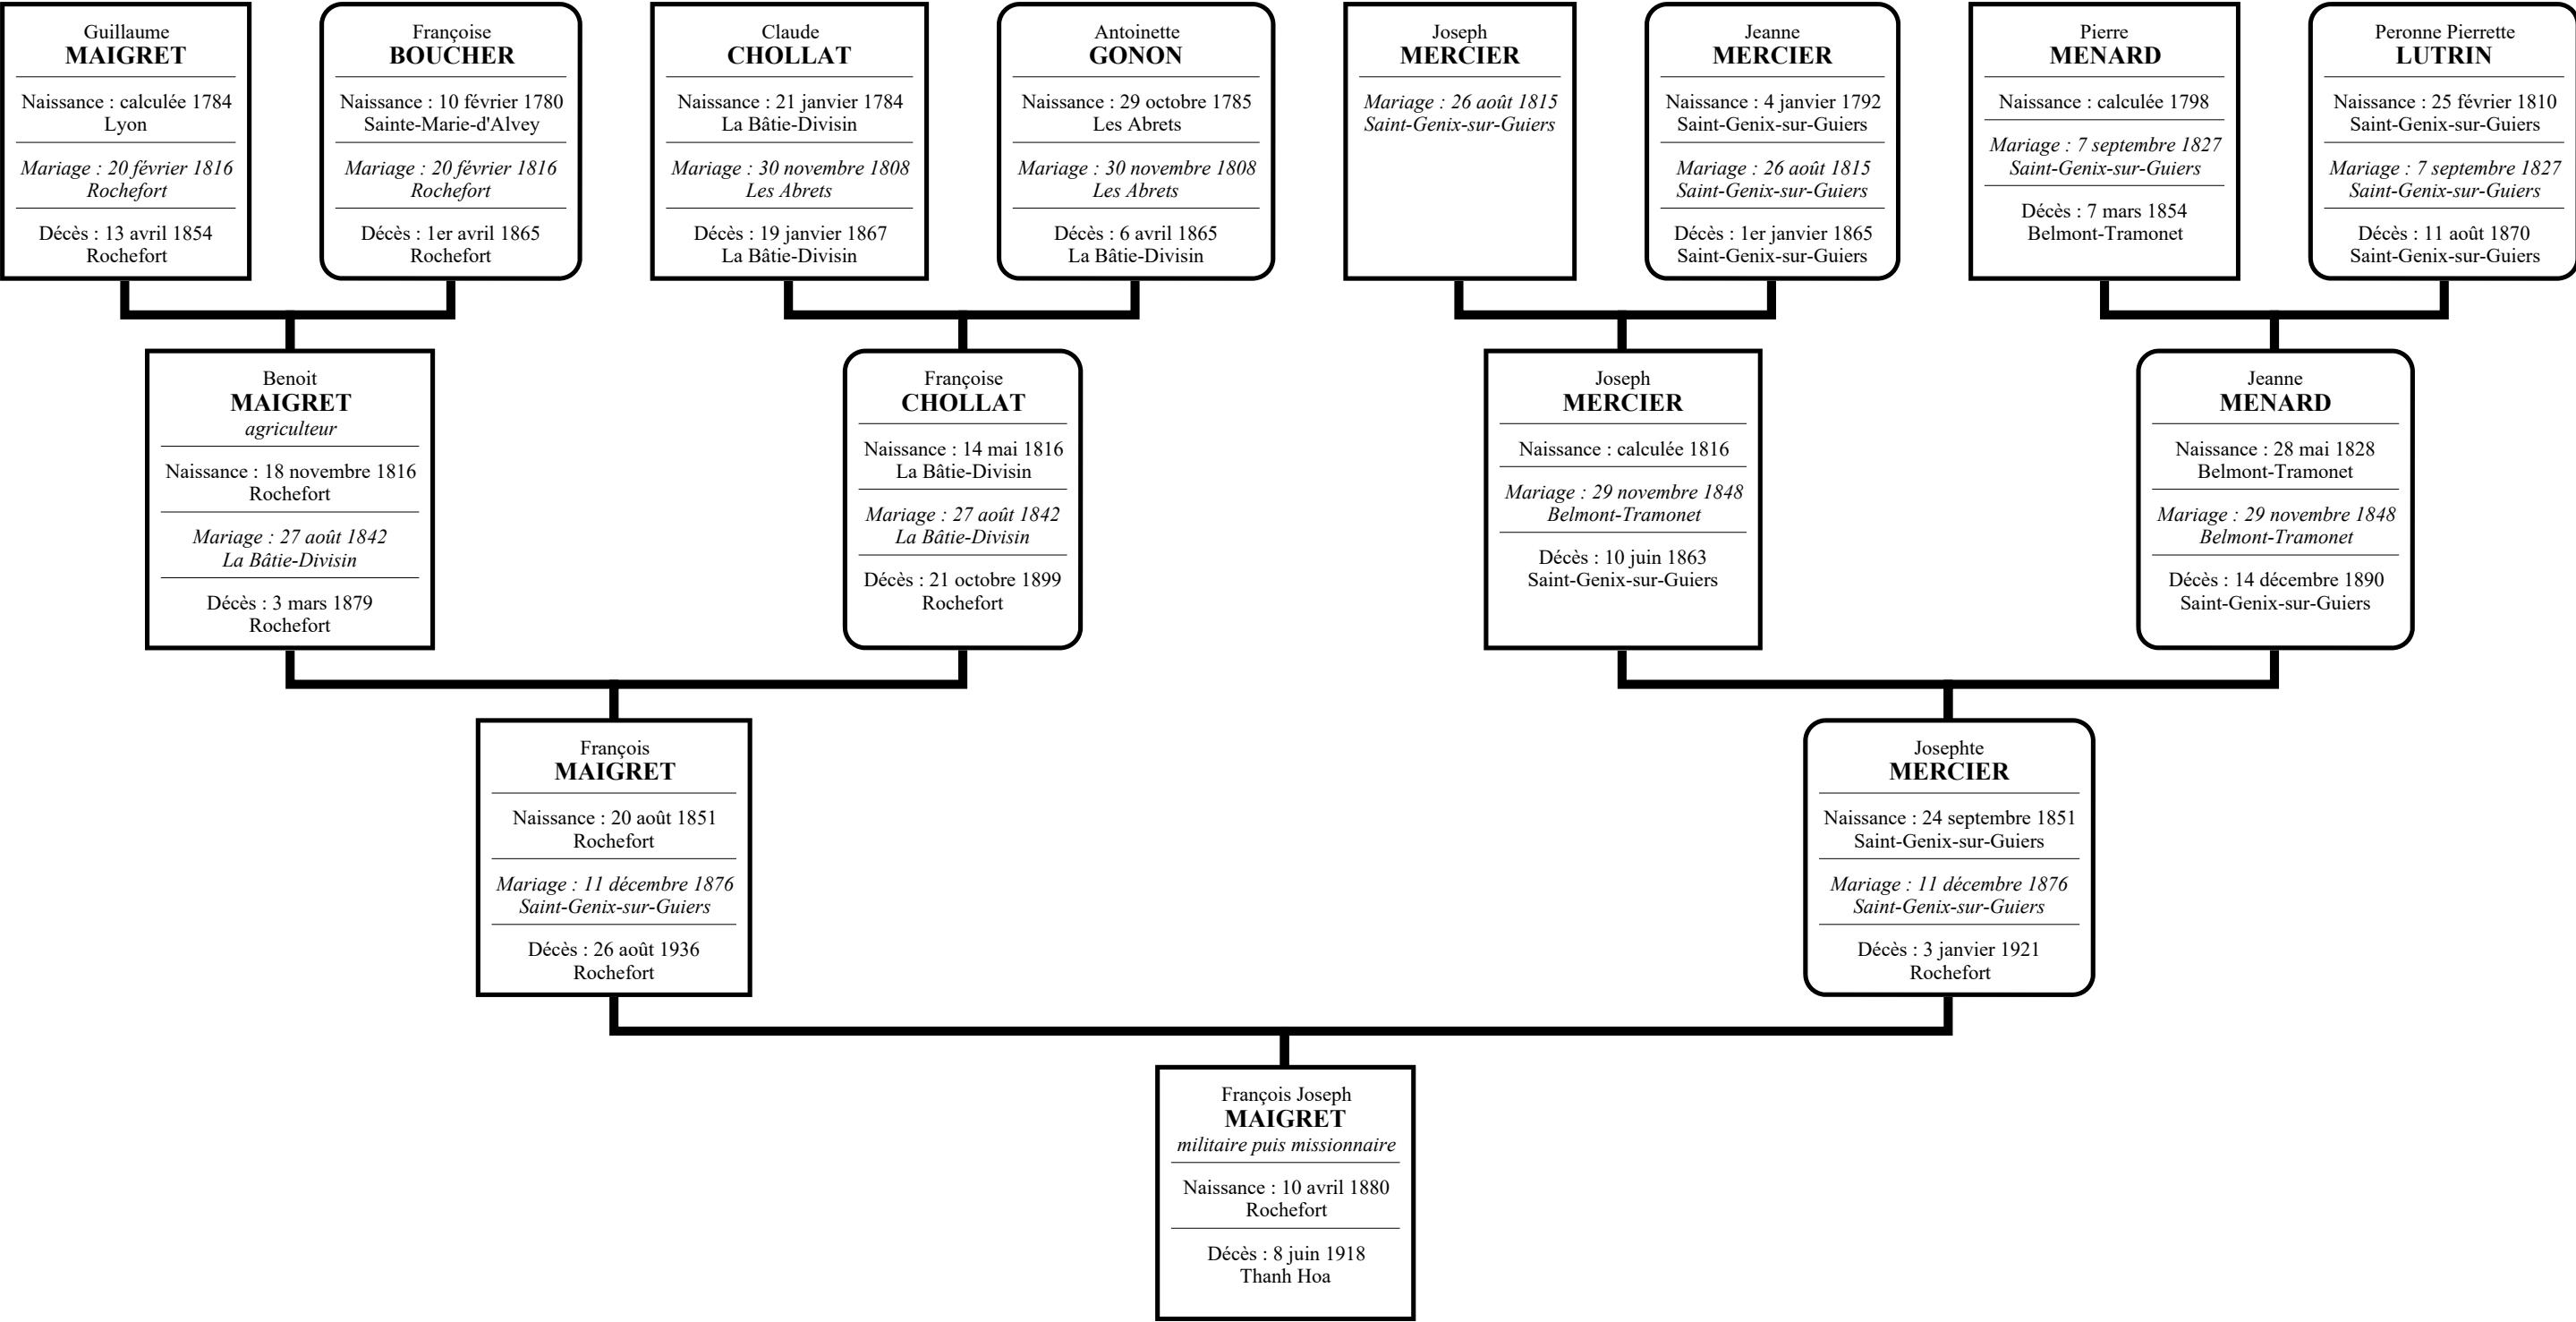 Guillaume
MAIGRET
Naissance : calculée 1784
Lyon
Mariage : 20 février 1816
Rochefort
Décès : 13 avril 1854
Rochefort
Françoise
BOUCHER
Naissance : 10 février 1780
Sainte-Marie-d'Alvey
Mariage : 20 février 1816
Rochefort
Décès : 1er avril 1865
Rochefort
Claude
CHOLLAT
Naissance : 21 janvier 1784
La Bâtie-Divisin
Mariage : 30 novembre 1808
Les Abrets
Décès : 19 janvier 1867
La Bâtie-Divisin
Antoinette
GONON
Naissance : 29 octobre 1785
Les Abrets
Mariage : 30 novembre 1808
Les Abrets
Décès : 6 avril 1865
La Bâtie-Divisin
Joseph
MERCIER
Mariage : 26 août 1815
Saint-Genix-sur-Guiers
Jeanne
MERCIER
Naissance : 4 janvier 1792
Saint-Genix-sur-Guiers
Mariage : 26 août 1815
Saint-Genix-sur-Guiers
Décès : 1er janvier 1865
Saint-Genix-sur-Guiers
Pierre
MENARD
Naissance : calculée 1798
Mariage : 7 septembre 1827
Saint-Genix-sur-Guiers
Décès : 7 mars 1854
Belmont-Tramonet
Peronne Pierrette
LUTRIN
Naissance : 25 février 1810
Saint-Genix-sur-Guiers
Mariage : 7 septembre 1827
Saint-Genix-sur-Guiers
Décès : 11 août 1870
Saint-Genix-sur-Guiers
Benoit
MAIGRET
agriculteur
Naissance : 18 novembre 1816
Rochefort
Mariage : 27 août 1842
La Bâtie-Divisin
Décès : 3 mars 1879
Rochefort
Françoise
CHOLLAT
Naissance : 14 mai 1816
La Bâtie-Divisin
Mariage : 27 août 1842
La Bâtie-Divisin
Décès : 21 octobre 1899
Rochefort
Joseph
MERCIER
Naissance : calculée 1816
Mariage : 29 novembre 1848
Belmont-Tramonet
Décès : 10 juin 1863
Saint-Genix-sur-Guiers
Jeanne
MENARD
Naissance : 28 mai 1828
Belmont-Tramonet
Mariage : 29 novembre 1848
Belmont-Tramonet
Décès : 14 décembre 1890
Saint-Genix-sur-Guiers
François
MAIGRET
Naissance : 20 août 1851
Rochefort
Mariage : 11 décembre 1876
Saint-Genix-sur-Guiers
Décès : 26 août 1936
Rochefort
Josephte
MERCIER
Naissance : 24 septembre 1851
Saint-Genix-sur-Guiers
Mariage : 11 décembre 1876
Saint-Genix-sur-Guiers
Décès : 3 janvier 1921
Rochefort
François Joseph
MAIGRET
militaire puis missionnaire
Naissance : 10 avril 1880
Rochefort
Décès : 8 juin 1918
Thanh Hoa